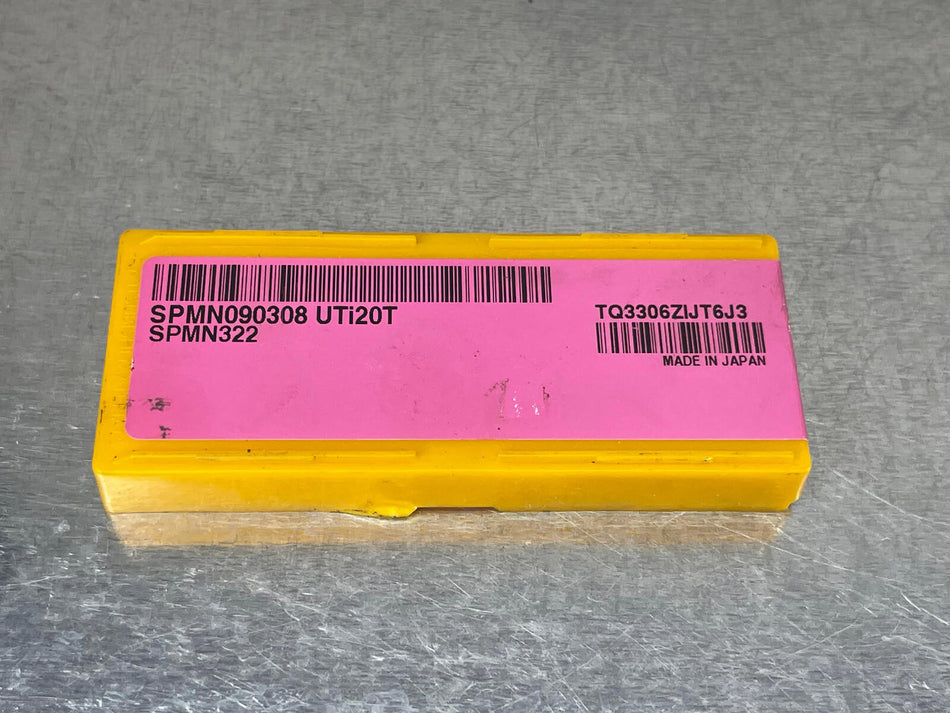 SPMN090308 UTi20T
SPMN322
TQ3306ZIJT6J3
MADE IN JAPAN